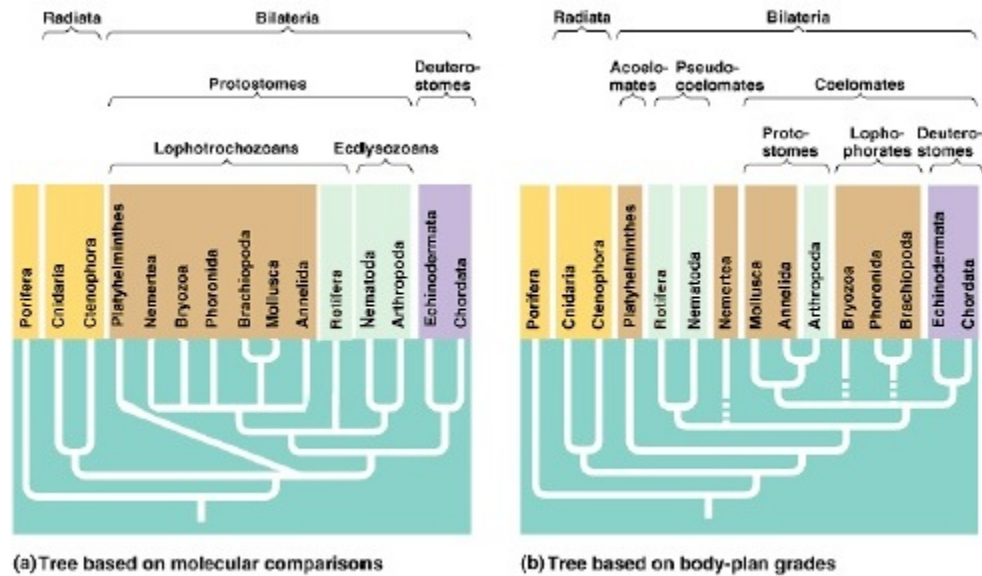 Radiata Bilateria
Deutero-
stomes
Protostomes
Lophotrochozoans Ecdysozoans
Porifera
Cnidaria
Ctenophora
Platyhelminthes
Nemertea
Bryozoa
Phoronida
Brachiopoda
Mollusca
Annelida
Rotifera
Nematoda
Arthropoda
Echinodermata
Chordata
(a) Tree based on molecular comparisons
Radiata Bilateria
Acoelo-
mates
Pseudo-
coelomates
Coelomates
Proto-
stomes
Lopho-
phorates
Deutero-
stomes
Porifera
Cnidaria
Ctenophora
Platyhelminthes
Rotifera
Nematoda
Nemertea
Mollusca
Annelida
Arthropoda
Bryozoa
Phoronida
Brachiopoda
Echinodermata
Chordata
(b) Tree based on body-plan grades